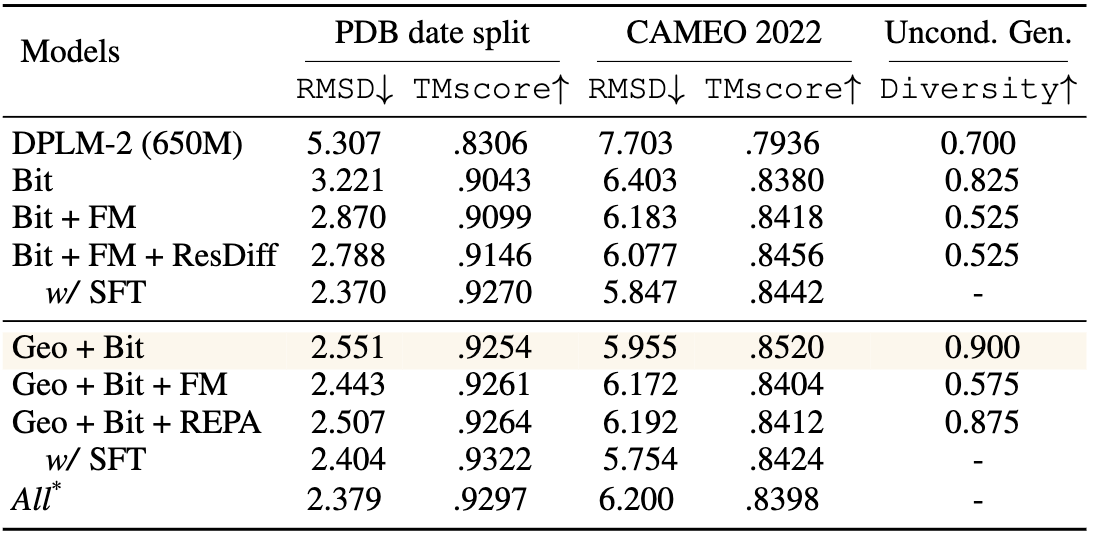 Models PDB date split CAMEO 2022 Uncond. Gen.
RMSD↓ TMscore↑ RMSD↓ TMscore↑ Diversity↑
DPLM-2 (650M) 5.307 .8306 7.703 .7936 0.700
Bit 3.221 .9043 6.403 .8380 0.825
Bit + FM 2.870 .9099 6.183 .8418 0.525
Bit + FM + ResDiff 2.788 .9146 6.077 .8456 0.525
w/ SFT 2.370 .9270 5.847 .8442 -
Geo + Bit 2.551 .9254 5.955 .8520 0.900
Geo + Bit + FM 2.443 .9261 6.172 .8404 0.575
Geo + Bit + REPA 2.507 .9264 6.192 .8412 0.875
w/ SFT 2.404 .9322 5.754 .8424 -
All* 2.379 .9297 6.200 .8398 -